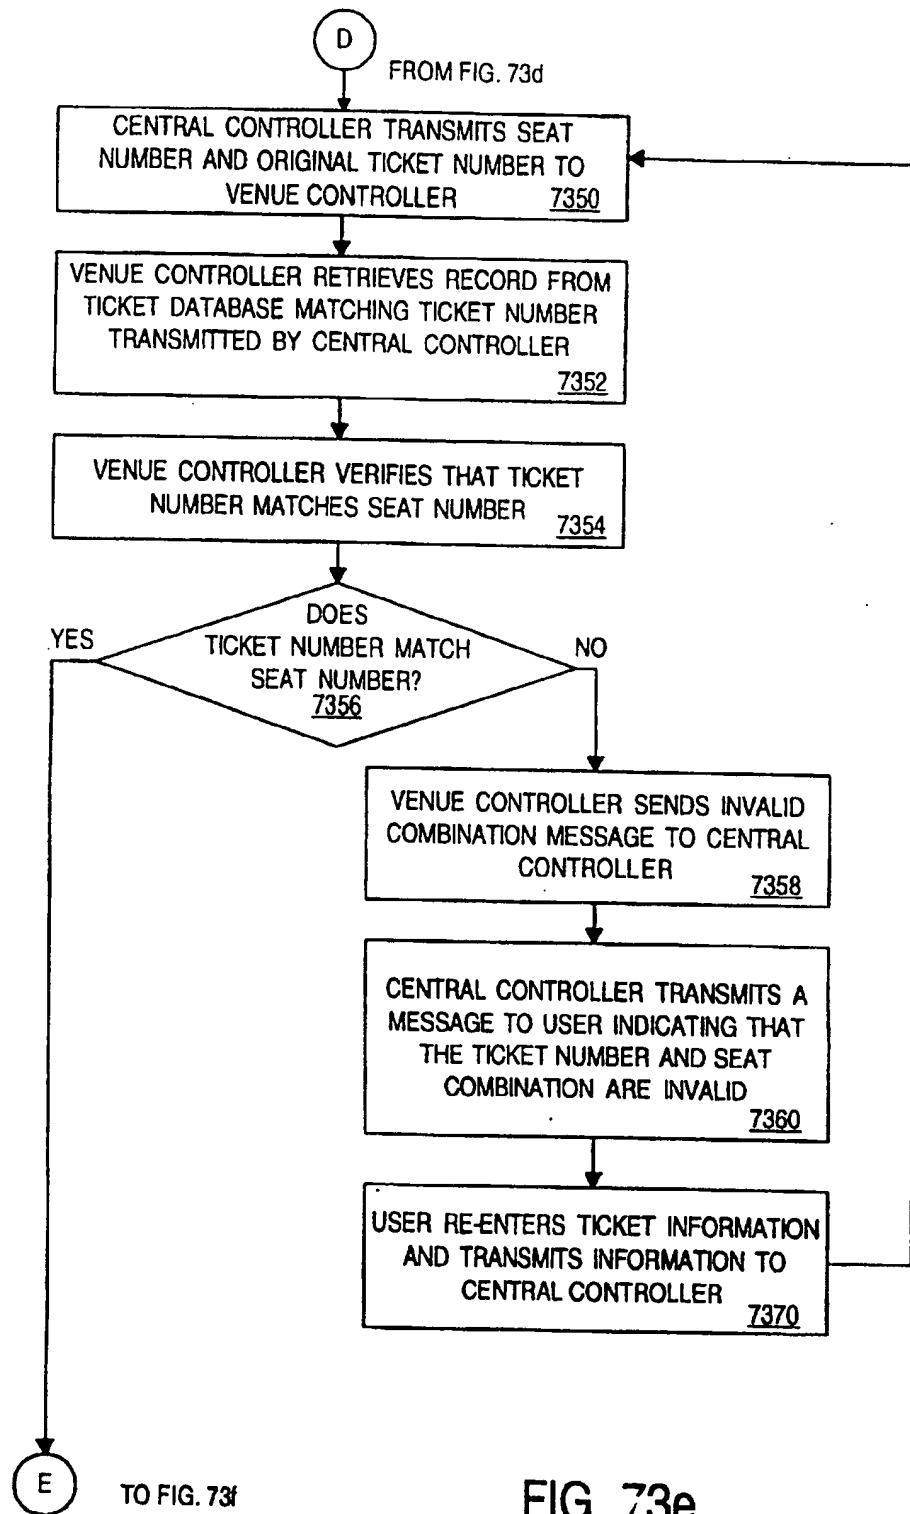 D
FROM FIG. 73d
CENTRAL CONTROLLER TRANSMITS SEAT
NUMBER AND ORIGINAL TICKET NUMBER TO
VENUE CONTROLLER 7350
VENUE CONTROLLER RETRIEVES RECORD FROM
TICKET DATABASE MATCHING TICKET NUMBER
TRANSMITTED BY CENTRAL CONTROLLER
7352
VENUE CONTROLLER VERIFIES THAT TICKET
NUMBER MATCHES SEAT NUMBER 7354
DOES
TICKET NUMBER MATCH
SEAT NUMBER?
7356
YES
NO
VENUE CONTROLLER SENDS INVALID
COMBINATION MESSAGE TO CENTRAL
CONTROLLER 7358
CENTRAL CONTROLLER TRANSMITS A
MESSAGE TO USER INDICATING THAT
THE TICKET NUMBER AND SEAT
COMBINATION ARE INVALID
7360
USER RE-ENTERS TICKET INFORMATION
AND TRANSMITS INFORMATION TO
CENTRAL CONTROLLER 7370
E
TO FIG. 73f
FIG. 73e